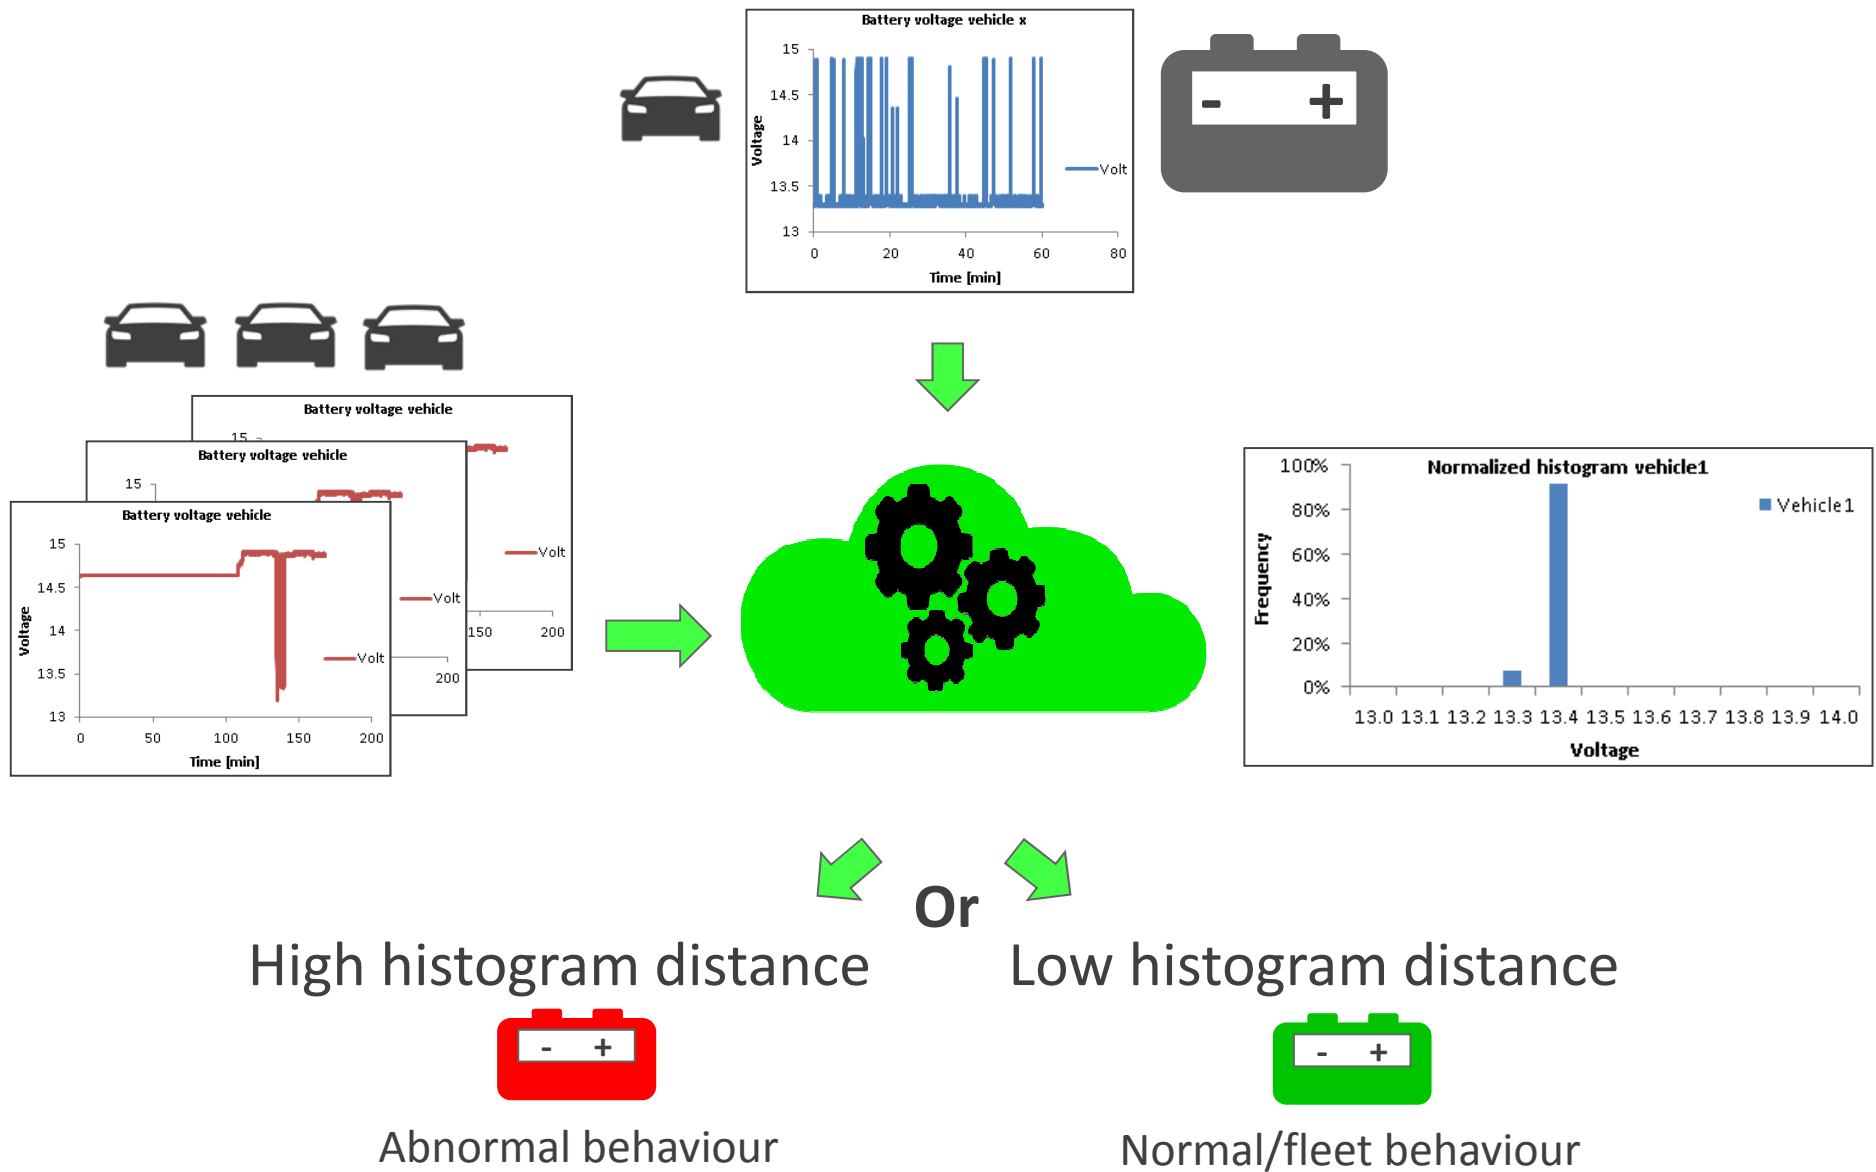 Battery voltage vehicle x
15
14.5
14
13.5
13
Voltage
Volt
0 20 40 60 80
Time [min]
- +
Battery voltage vehicle
15
Volt
150 200
Battery voltage vehicle
15
Volt
200
Battery voltage vehicle
15
14.5
14
13.5
13
Voltage
Volt
0 50 100 150 200
Time [min]
Normalized histogram vehicle1
100%
80%
60%
40%
20%
0%
Frequency
Vehicle1
13.0 13.1 13.2 13.3 13.4 13.5 13.6 13.7 13.8 13.9 14.0
Voltage
Or
High histogram distance
Low histogram distance
- +
- +
Abnormal behaviour
Normal/fleet behaviour